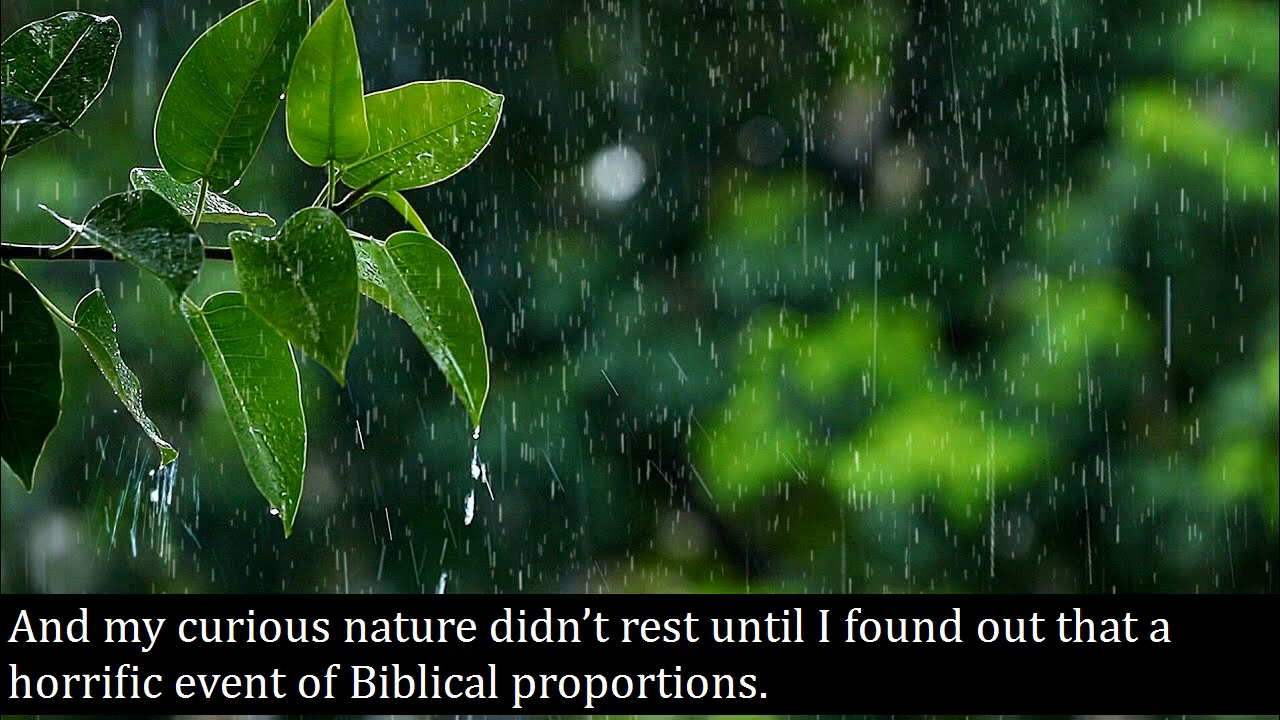 And my curious nature didn’t rest until I found out that a
horrific event of Biblical proportions.